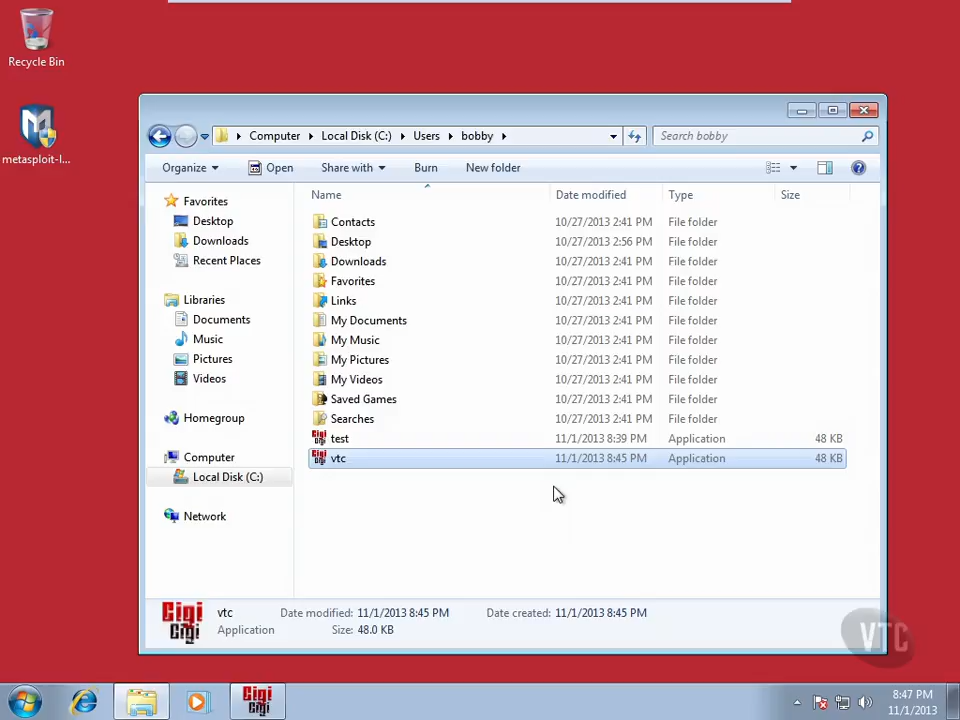 Recycle Bin
metasploit-l...
Computer Local Disk (C:) Users bobby
Search bobby
Organize Open Share with Burn New folder
Favorites
Desktop
Downloads
Recent Places
Libraries
Documents
Music
Pictures
Videos
Homegroup
Computer
Local Disk (C:)
Network
Name Date modified Type Size
Contacts 10/27/2013 2:41 PM File folder
Desktop 10/27/2013 2:56 PM File folder
Downloads 10/27/2013 2:41 PM File folder
Favorites 10/27/2013 2:41 PM File folder
Links 10/27/2013 2:41 PM File folder
My Documents 10/27/2013 2:41 PM File folder
My Music 10/27/2013 2:41 PM File folder
My Pictures 10/27/2013 2:41 PM File folder
My Videos 10/27/2013 2:41 PM File folder
Saved Games 10/27/2013 2:41 PM File folder
Searches 10/27/2013 2:41 PM File folder
Gigi Gigi test 11/1/2013 8:39 PM Application 48 KB
Gigi Gigi vtc 11/1/2013 8:45 PM Application 48 KB
Gigi
Gigi
vtc Date modified: 11/1/2013 8:45 PM Date created: 11/1/2013 8:45 PM
Application Size: 48.0 KB
VTC
Gigi
Gigi
8:47 PM
11/1/2013